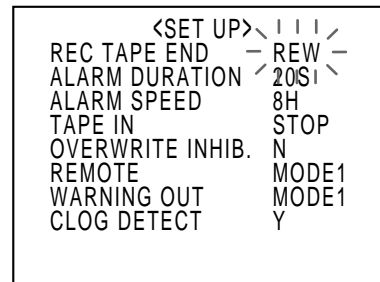 <SET UP>
REC TAPE END REW
ALARM DURATION 20S
ALARM SPEED 8H
TAPE IN STOP
OVERWRITE INHIB. N
REMOTE MODE1
WARNING OUT MODE1
CLOG DETECT Y